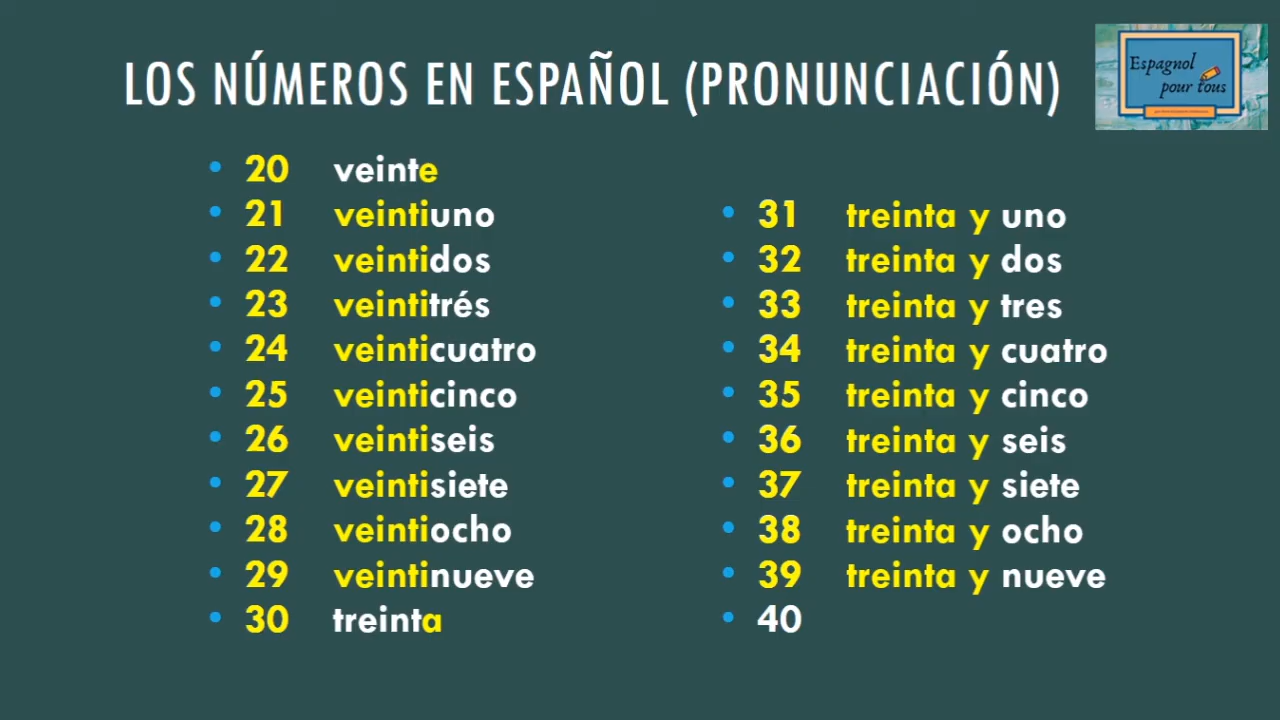 LOS NÚMEROS EN ESPAÑOL (PRONUNCIACIÓN)
Espagnol
pour tous
20 veinte
21 veintiuno
22 veintidos
23 veintitrés
24 veinticuatro
25 veinticinco
26 veintiseis
27 veintisiete
28 veintiocho
29 veintinueve
30 treinta
31 treinta y uno
32 treinta y dos
33 treinta y tres
34 treinta y cuatro
35 treinta y cinco
36 treinta y seis
37 treinta y siete
38 treinta y ocho
39 treinta y nueve
40